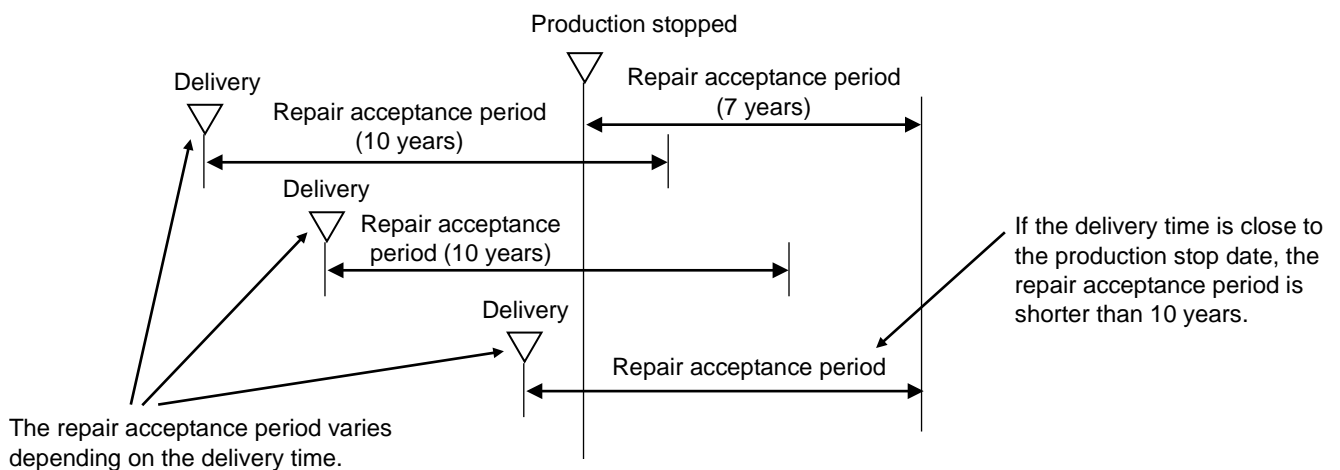 Production stopped
Delivery
Repair acceptance period
(10 years)
Repair acceptance period
(7 years)
Delivery
Repair acceptance
period (10 years)
If the delivery time is close to
the production stop date, the
repair acceptance period is
shorter than 10 years.
Delivery
Repair acceptance period
The repair acceptance period varies
depending on the delivery time.